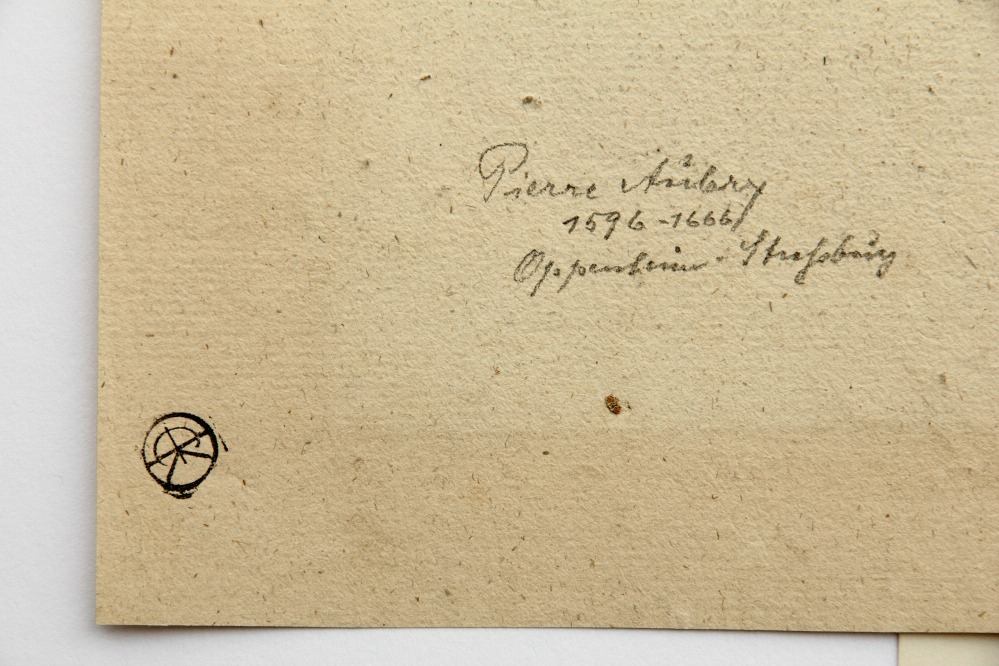 Pierre Aubry
1596-1666
Oppenheim - Straßburg